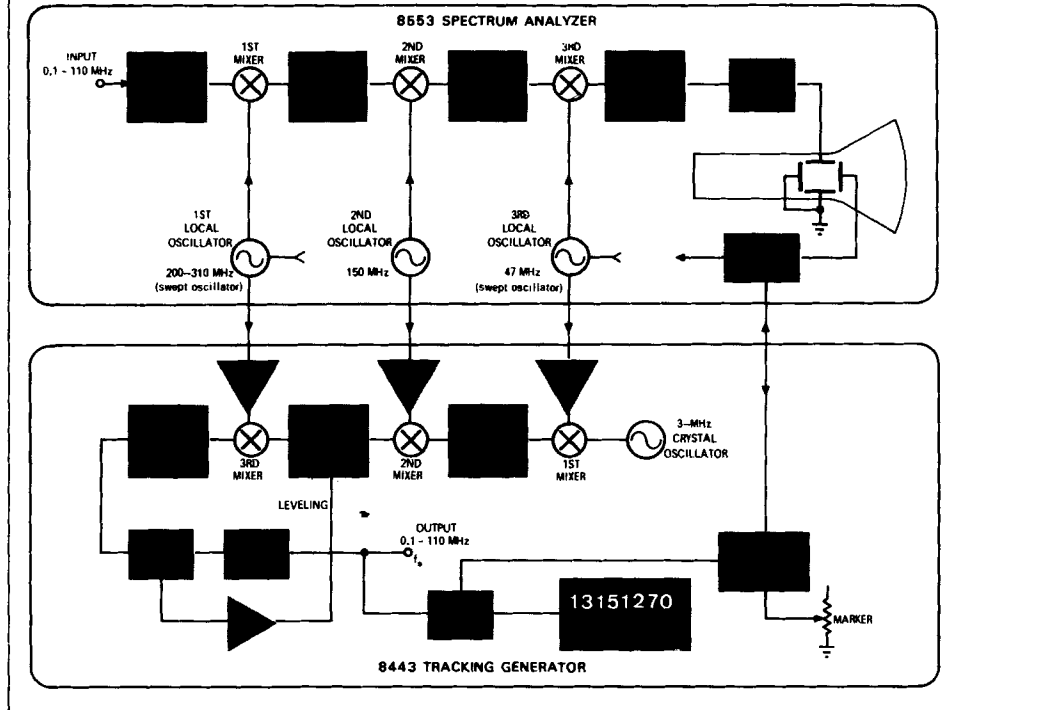 8553 SPECTRUM ANALYZER
INPUT
0.1 - 110 MHz
1ST
MIXER
2ND
MIXER
3RD
MIXER
1ST
LOCAL
OSCILLATOR
200–310 MHz
(swept oscillator)
2ND
LOCAL
OSCILLATOR
150 MHz
3RD
LOCAL
OSCILLATOR
47 MHz
(swept oscillator)
3RD
MIXER
2ND
MIXER
1ST
MIXER
3–MHz
CRYSTAL
OSCILLATOR
LEVELING
OUTPUT
0.1 - 110 MHz
13151270
MARKER
8443 TRACKING GENERATOR